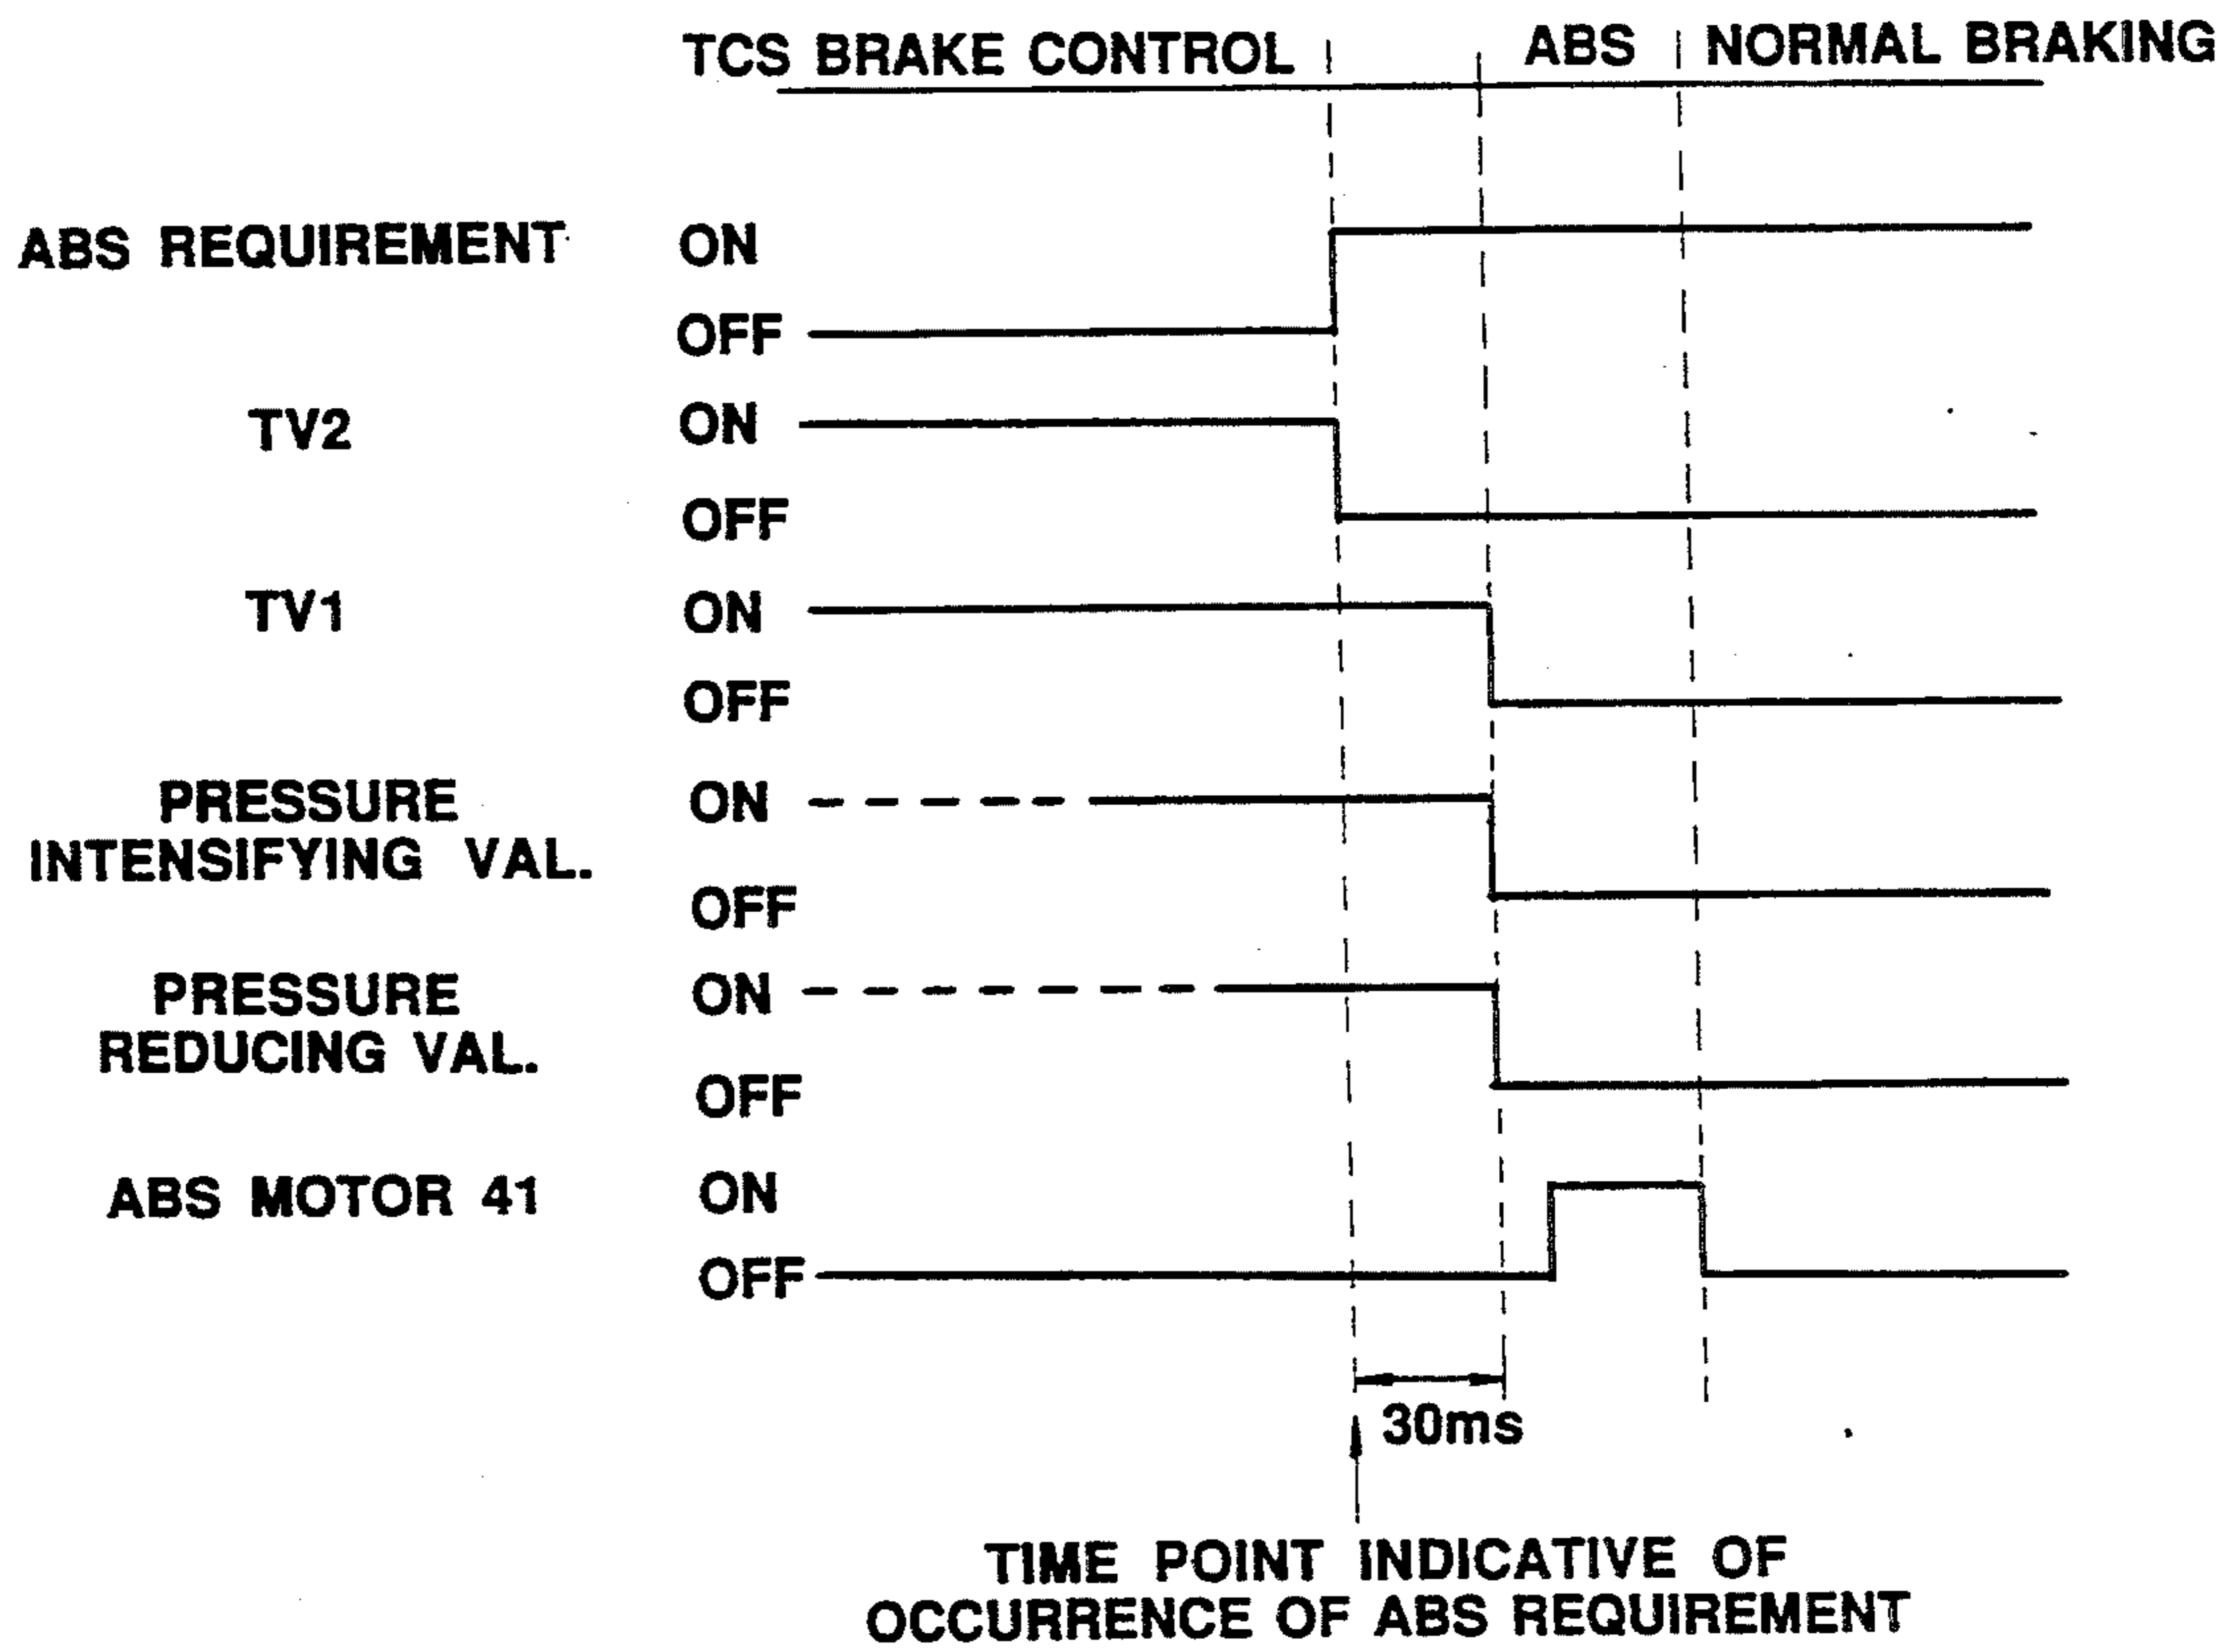 TCS BRAKE CONTROL ABS NORMAL BRAKING
ABS REQUIREMENT ON
OFF
TV2 ON
OFF
TV1 ON
OFF
PRESSURE ON
INTENSIFYING VAL.
OFF
PRESSURE ON
REDUCING VAL.
OFF
ABS MOTOR 41 ON
OFF
30ms
TIME POINT INDICATIVE OF
OCCURRENCE OF ABS REQUIREMENT